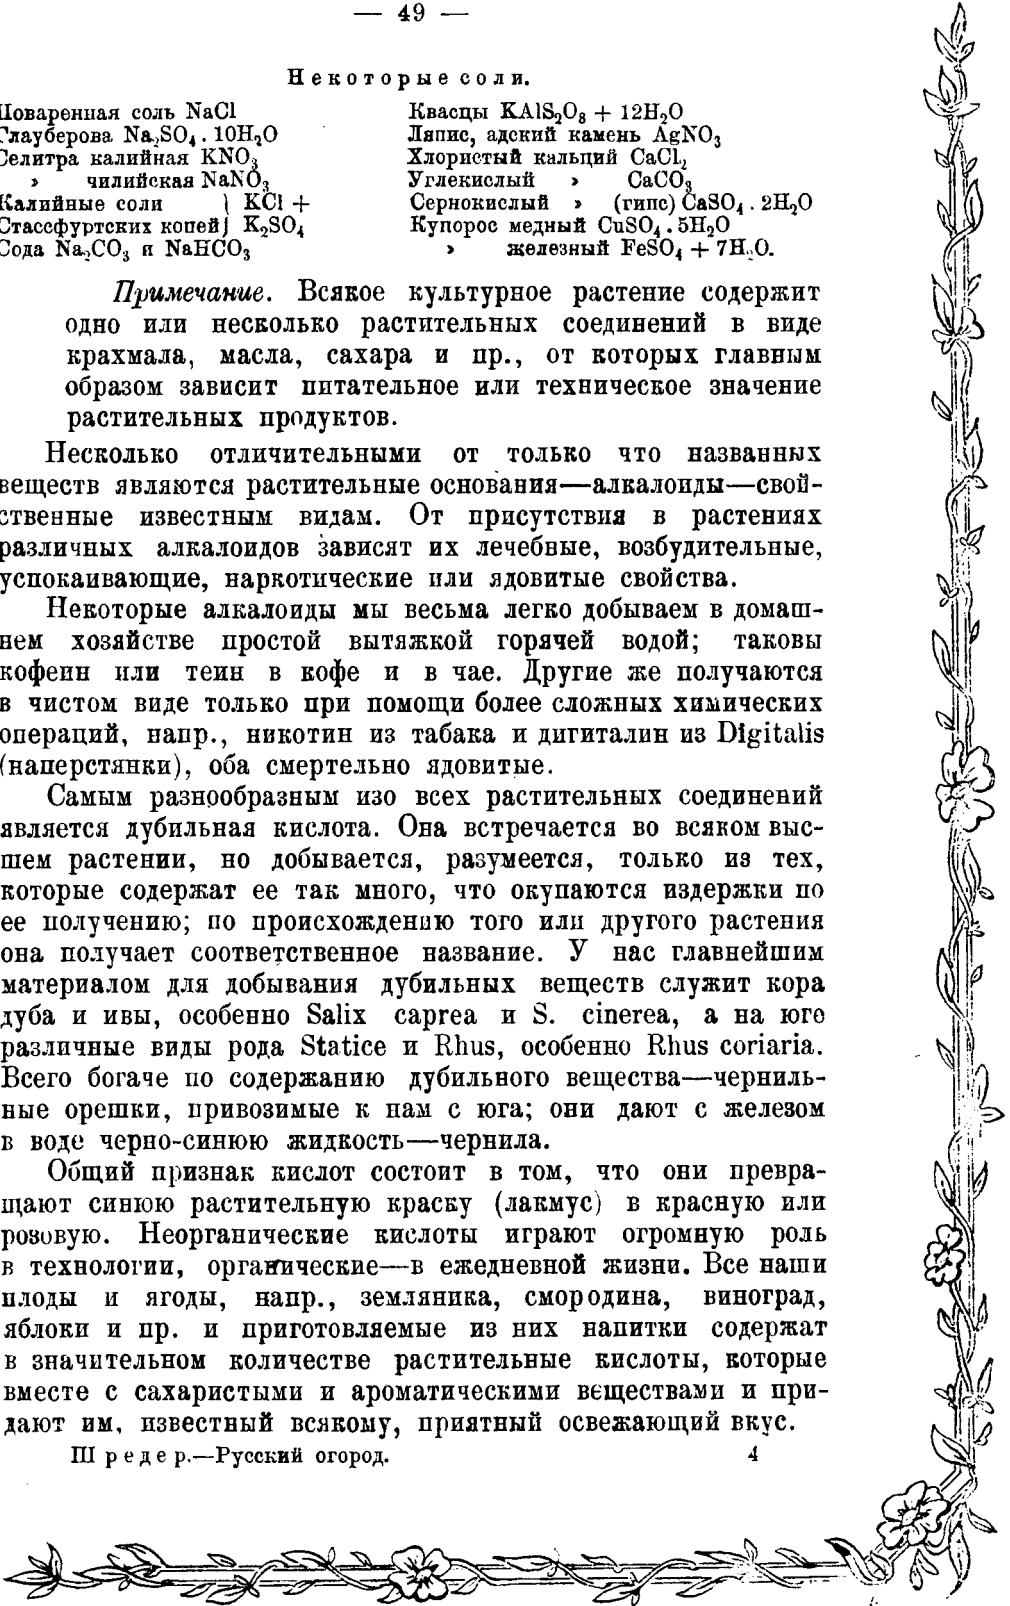 — 49 —
Некоторые соли.
Поваренная соль NaCl
Глауберова Na₂SO₄ . 10H₂O
Селитра калийная KNO₃
» чилийская NaNO₃
Калийные соли } KCl +
Стассфуртских копей} K₂SO₄
Сода Na₂CO₃ и NaHCO₃
Квасцы KAlS₂O₈ + 12H₂O
Ляпис, адский камень AgNO₃
Хлористый кальций CaCl₂
Углекислый » CaCO₃
Сернокислый » (гипс) CaSO₄ . 2H₂O
Купорос медный CuSO₄ . 5H₂O
» железный FeSO₄ + 7H₂O.
Примечание. Всякое культурное растение содержит
одно или несколько растительных соединений в виде
крахмала, масла, сахара и пр., от которых главным
образом зависит питательное или техническое значение
растительных продуктов.
Несколько отличительными от только что названных
веществ являются растительные основания—алкалоиды—свой-
ственные известным видам. От присутствия в растениях
различных алкалоидов зависят их лечебные, возбудительные,
успокаивающие, наркотические или ядовитые свойства.
Некоторые алкалоиды мы весьма легко добываем в домаш-
нем хозяйстве простой вытяжкой горячей водой; таковы
кофеин или теин в кофе и в чае. Другие же получаются
в чистом виде только при помощи более сложных химических
операций, напр., никотин из табака и дигиталин из Digitalis
(наперстянки), оба смертельно ядовитые.
Самым разнообразным изо всех растительных соединений
является дубильная кислота. Она встречается во всяком выс-
шем растении, но добывается, разумеется, только из тех,
которые содержат ее так много, что окупаются издержки по
ее получению; по происхождению того или другого растения
она получает соответственное название. У нас главнейшим
материалом для добывания дубильных веществ служит кора
дуба и ивы, особенно Salix caprea и S. cinerea, а на юге
различные виды рода Statice и Rhus, особенно Rhus coriaria.
Всего богаче по содержанию дубильного вещества—черниль-
ные орешки, привозимые к нам с юга; они дают с железом
в воде черно-синюю жидкость—чернила.
Общий признак кислот состоит в том, что они превра-
щают синюю растительную краску (лакмус) в красную или
розовую. Неорганические кислоты играют огромную роль
в технологии, органические—в ежедневной жизни. Все наши
плоды и ягоды, напр., земляника, смородина, виноград,
яблоки и пр. и приготовляемые из них напитки содержат
в значительном количестве растительные кислоты, которые
вместе с сахаристыми и ароматическими веществами и при-
дают им, известный всякому, приятный освежающий вкус.
Шредер.—Русский огород. 4